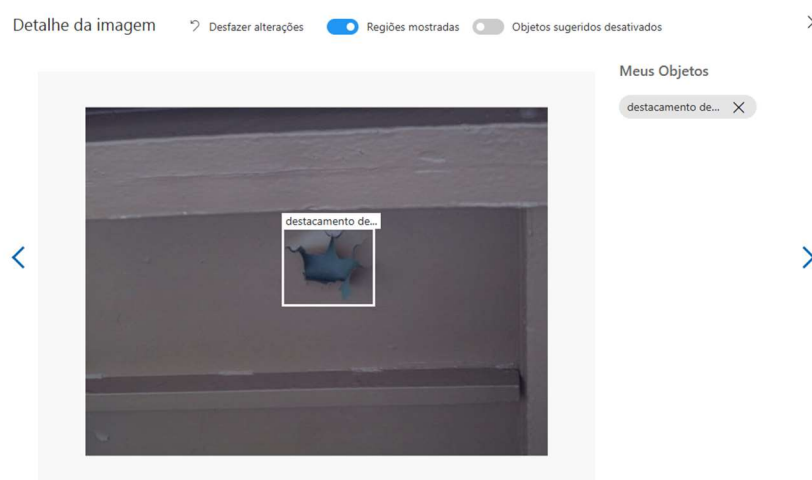 Detalhe da imagem
Desfazer alterações
Regiões mostradas
Objetos sugeridos desativados
Meus Objetos
destacamento de...
destacamento de...